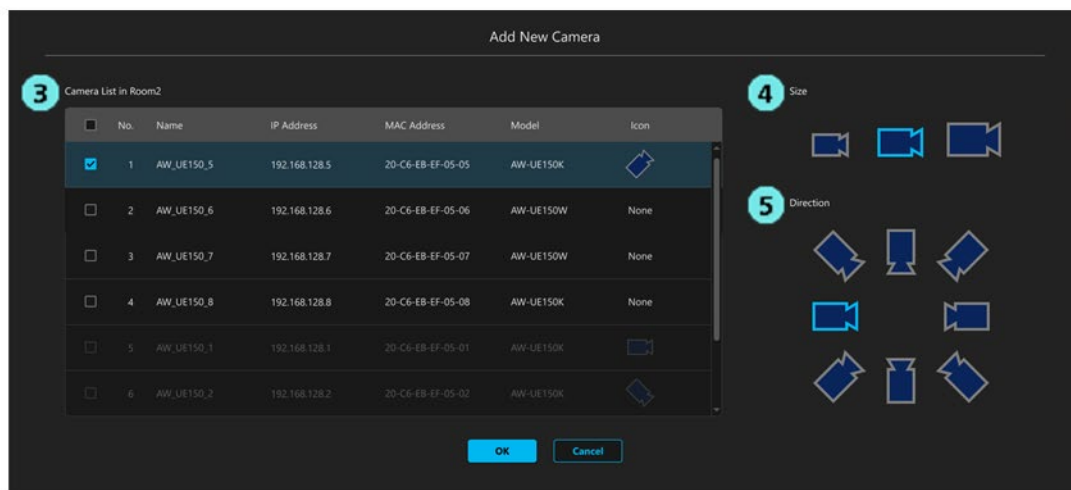 Add New Camera
3 Camera List in Room2
No. Name IP Address MAC Address Model Icon
1 AW_UE150_5 192.168.128.5 20-C6-EB-EF-05-05 AW-UE150K
2 AW_UE150_6 192.168.128.6 20-C6-EB-EF-05-06 AW-UE150W None
3 AW_UE150_7 192.168.128.7 20-C6-EB-EF-05-07 AW-UE150W None
4 AW_UE150_8 192.168.128.8 20-C6-EB-EF-05-08 AW-UE150K None
5 AW_UE150_1 192.168.128.1 20-C6-EB-EF-05-01 AW-UE150K
6 AW_UE150_2 192.168.128.2 20-C6-EB-EF-05-02 AW-UE150K
4 Size
5 Direction
OK Cancel